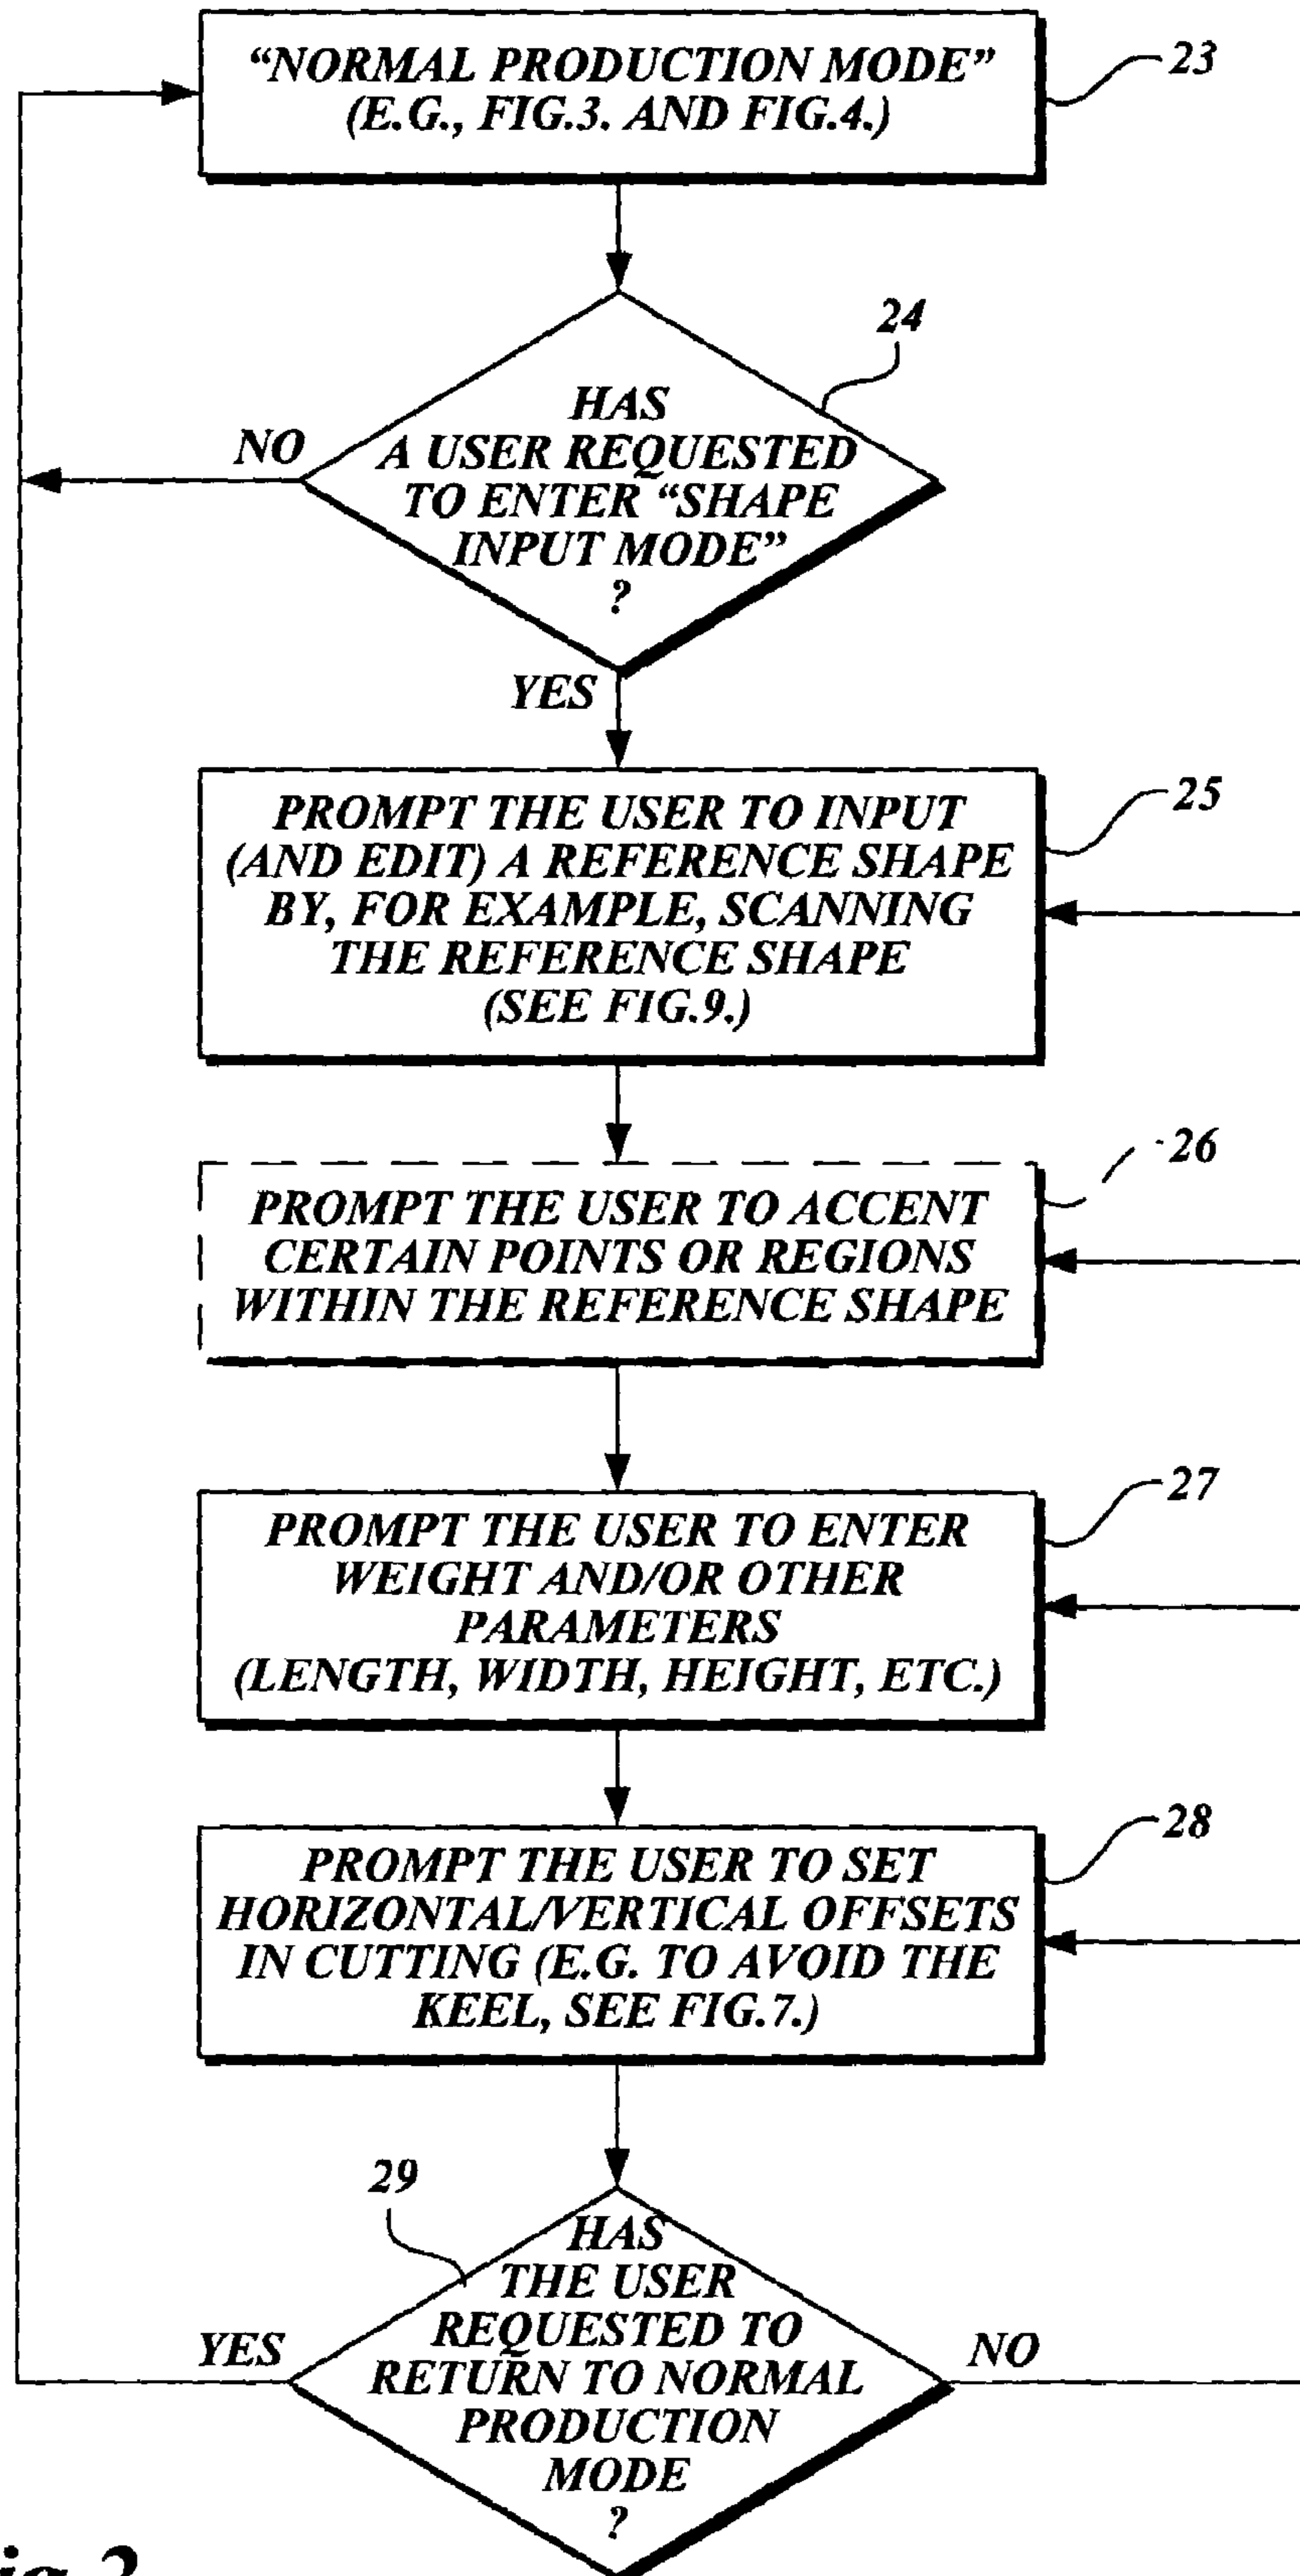 “NORMAL PRODUCTION MODE”
(E.G., FIG.3. AND FIG.4.)
23
24
HAS
A USER REQUESTED
TO ENTER “SHAPE
INPUT MODE”
?
NO
YES
25
PROMPT THE USER TO INPUT
(AND EDIT) A REFERENCE SHAPE
BY, FOR EXAMPLE, SCANNING
THE REFERENCE SHAPE
(SEE FIG.9.)
26
PROMPT THE USER TO ACCENT
CERTAIN POINTS OR REGIONS
WITHIN THE REFERENCE SHAPE
27
PROMPT THE USER TO ENTER
WEIGHT AND/OR OTHER
PARAMETERS
(LENGTH, WIDTH, HEIGHT, ETC.)
28
PROMPT THE USER TO SET
HORIZONTAL/VERTICAL OFFSETS
IN CUTTING (E.G. TO AVOID THE
KEEL, SEE FIG.7.)
29
HAS
THE USER
REQUESTED TO
RETURN TO NORMAL
PRODUCTION
MODE
?
YES
NO